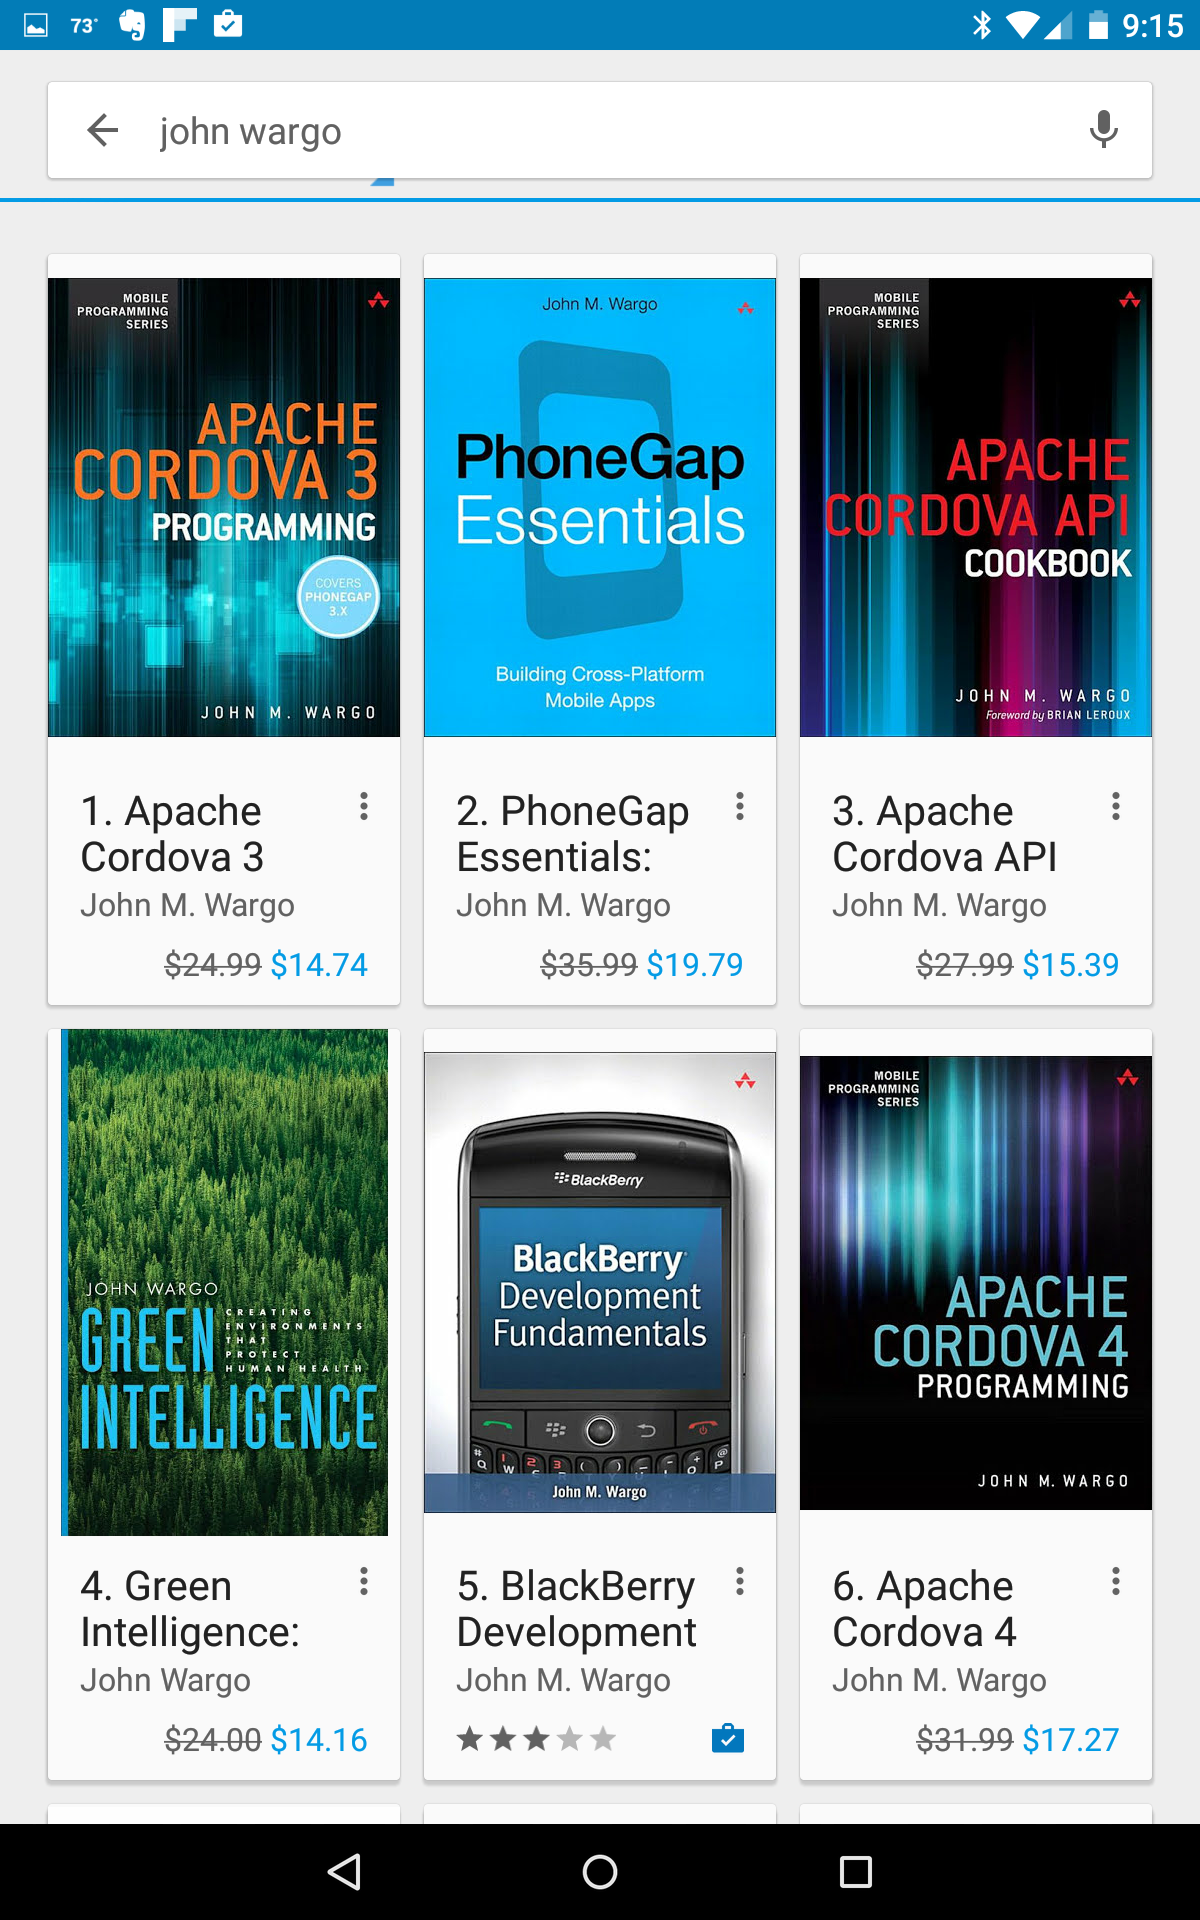 73°
9:15
john wargo
MOBILE
PROGRAMMING
SERIES
APACHE
CORDOVA 3
PROGRAMMING
COVERS
PHONEGAP
3.X
JOHN M. WARGO
1. Apache
Cordova 3
John M. Wargo
$24.99 $14.74
John M. Wargo
PhoneGap
Essentials
Building Cross-Platform
Mobile Apps
2. PhoneGap
Essentials:
John M. Wargo
$35.99 $19.79
MOBILE
PROGRAMMING
SERIES
APACHE
CORDOVA API
COOKBOOK
JOHN M. WARGO
Foreword by BRIAN LEROUX
3. Apache
Cordova API
John M. Wargo
$27.99 $15.39
JOHN WARGO
GREEN
CREATING
ENVIRONMENTS
THAT
PROTECT
HUMAN HEALTH
INTELLIGENCE
4. Green
Intelligence:
John Wargo
$24.00 $14.16
BlackBerry
BlackBerry
Development
Fundamentals
John M. Wargo
5. BlackBerry
Development
John M. Wargo
MOBILE
PROGRAMMING
SERIES
APACHE
CORDOVA 4
PROGRAMMING
JOHN M. WARGO
6. Apache
Cordova 4
John M. Wargo
$31.99 $17.27